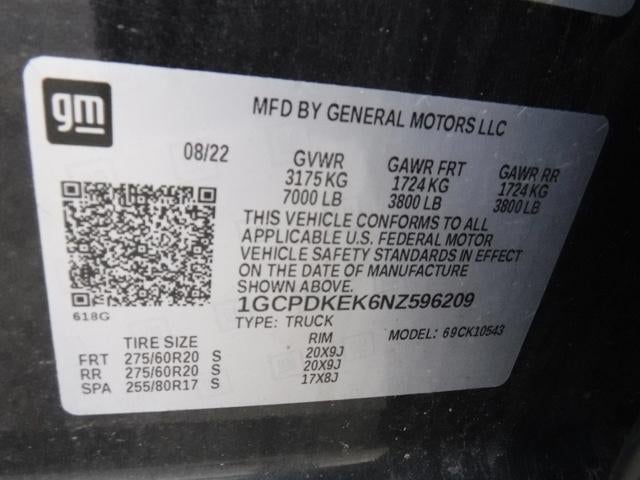 gm
MFD BY GENERAL MOTORS LLC
08/22 GVWR GAWR FRT GAWR RR
3175 KG 1724 KG 1724 KG
7000 LB 3800 LB 3800 LB
THIS VEHICLE CONFORMS TO ALL
APPLICABLE U.S. FEDERAL MOTOR
VEHICLE SAFETY STANDARDS IN EFFECT
ON THE DATE OF MANUFACTURE
SHOWN ABOVE.
618G
1GCPDKEK6NZ596209
TYPE: TRUCK MODEL: 69CK10543
TIRE SIZE RIM
FRT 275/60R20 S 20X9J
RR 275/60R20 S 20X9J
SPA 255/80R17 S 17X8J